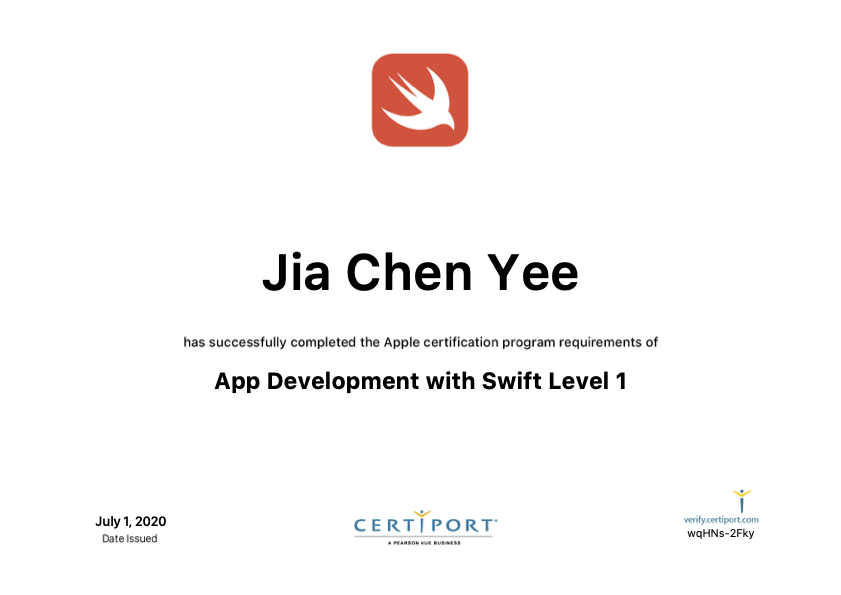 Jia Chen Yee
has successfully completed the Apple certification program requirements of
App Development with Swift Level 1
July 1, 2020
Date Issued
CERTIPORT
A PEARSON VUE BUSINESS
verify.certiport.com
wqHNs-2Fky